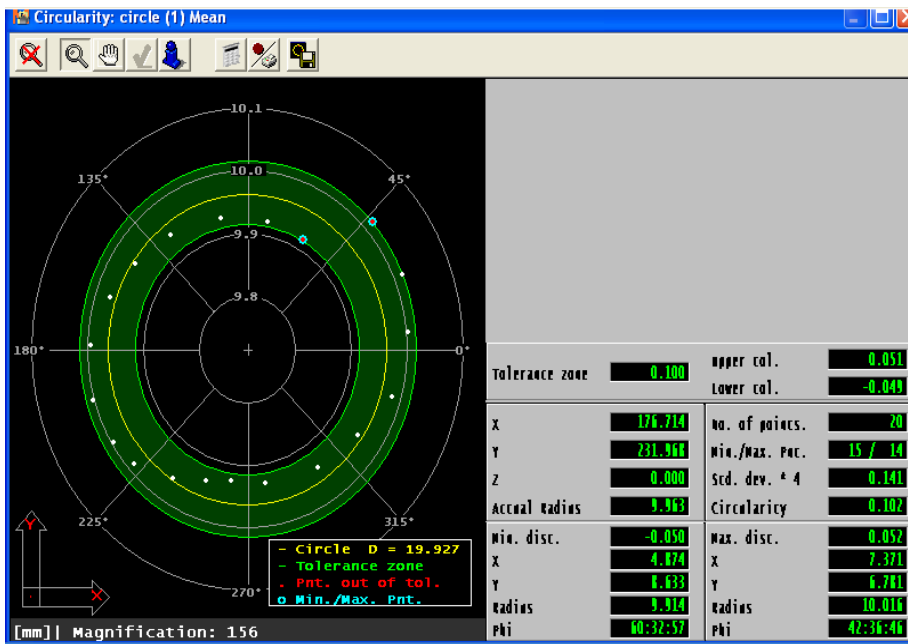 Circularity: circle (1) Mean
10.1
10.0
9.9
9.8
135°
45°
180°
0°
225°
315°
270°
Y
X
– Circle D = 19.927
– Tolerance zone
. Pnt. out of tol.
o Min./Max. Pnt.
[mm]| Magnification: 156
Tolerance zone 0.100
Upper cal. 0.051
Lower cal. -0.049
X 176.714
Y 231.968
Z 0.000
Actual Radius 9.963
No. of points. 20
Min./Max. Pnt. 15 / 14
Std. dev. * 4 0.141
Circularity 0.102
Min. disc. -0.050
X 4.874
Y 8.633
Radius 9.914
Phi 60:32:57
Max. disc. 0.052
X 7.371
Y 6.781
Radius 10.016
Phi 42:36:46